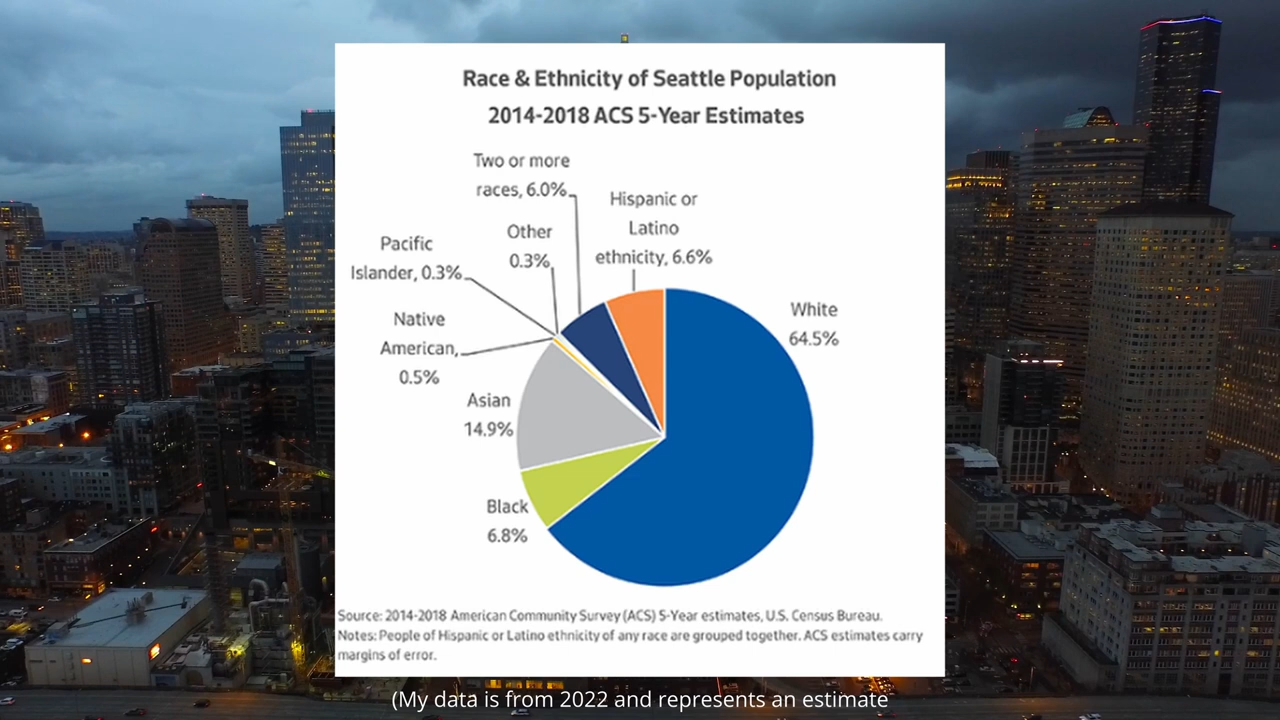 Race & Ethnicity of Seattle Population
2014-2018 ACS 5-Year Estimates
Two or more
races, 6.0%
Hispanic or
Latino
ethnicity, 6.6%
Other
0.3%
Pacific
Islander, 0.3%
White
64.5%
Native
American,
0.5%
Asian
14.9%
Black
6.8%
Source: 2014-2018 American Community Survey (ACS) 5-Year estimates, U.S. Census Bureau.
Notes: People of Hispanic or Latino ethnicity of any race are grouped together. ACS estimates carry
margins of error.
(My data is from 2022 and represents an estimate